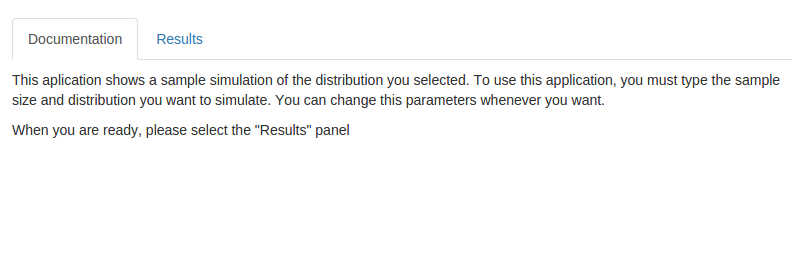 Documentation Results
This aplication shows a sample simulation of the distribution you selected. To use this application, you must type the sample
size and distribution you want to simulate. You can change this parameters whenever you want.
When you are ready, please select the "Results" panel